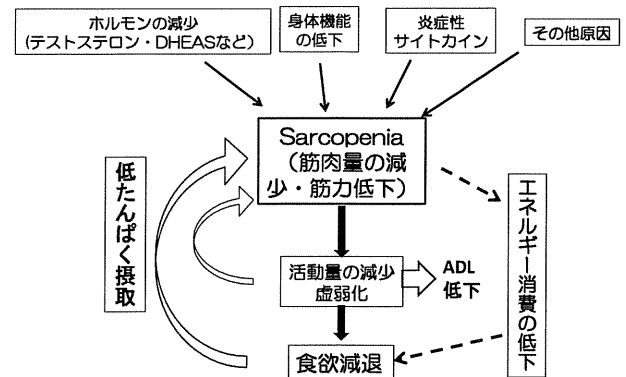 ホルモンの減少
(テストステロン・DHEASなど)
身体機能
の低下
炎症性
サイトカイン
その他原因
Sarcopenia
（筋肉量の減
少・筋力低下）
低たんぱく摂取
エネルギー消費の低下
活動量の減少
虚弱化
ADL
低下
食欲減退